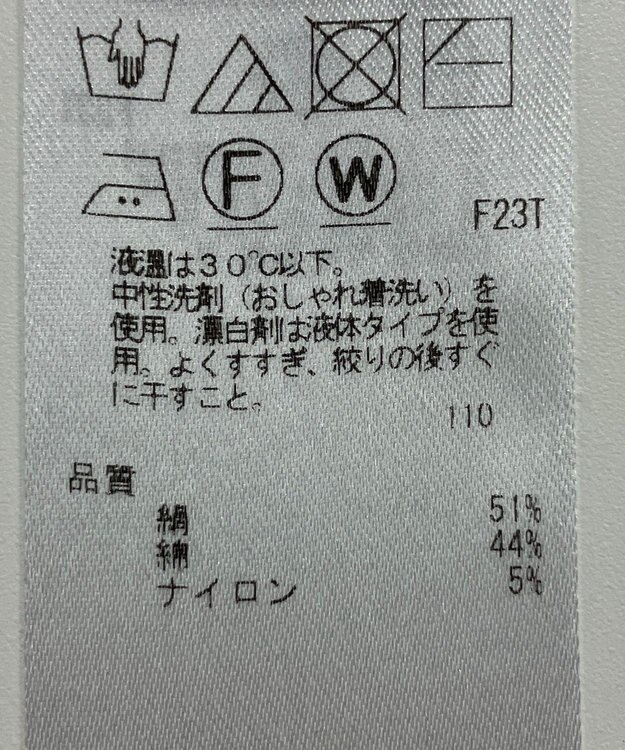 F
W
F23T
液温は30℃以下。
中性洗剤(おしゃれ着洗い)を
使用。漂白剤は液体タイプを使
用。よくすすぎ、絞りの後すぐ
に干すこと。
110
品質
絹 51%
綿 44%
ナイロン 5%